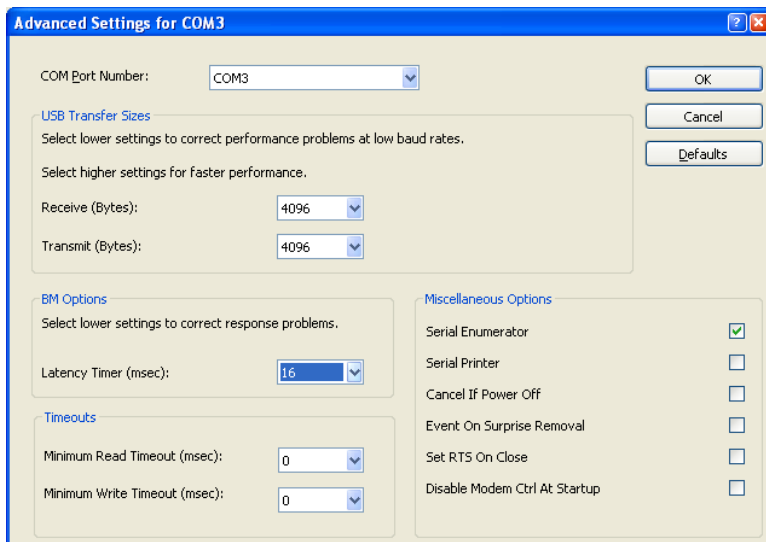 Advanced Settings for COM3
COM Port Number: COM3
OK
USB Transfer Sizes
Cancel
Select lower settings to correct performance problems at low baud rates.
Defaults
Select higher settings for faster performance.
Receive (Bytes): 4096
Transmit (Bytes): 4096
BM Options
Select lower settings to correct response problems.
Latency Timer (msec): 16
Timeouts
Minimum Read Timeout (msec): 0
Minimum Write Timeout (msec): 0
Miscellaneous Options
Serial Enumerator
Serial Printer
Cancel If Power Off
Event On Surprise Removal
Set RTS On Close
Disable Modem Ctrl At Startup